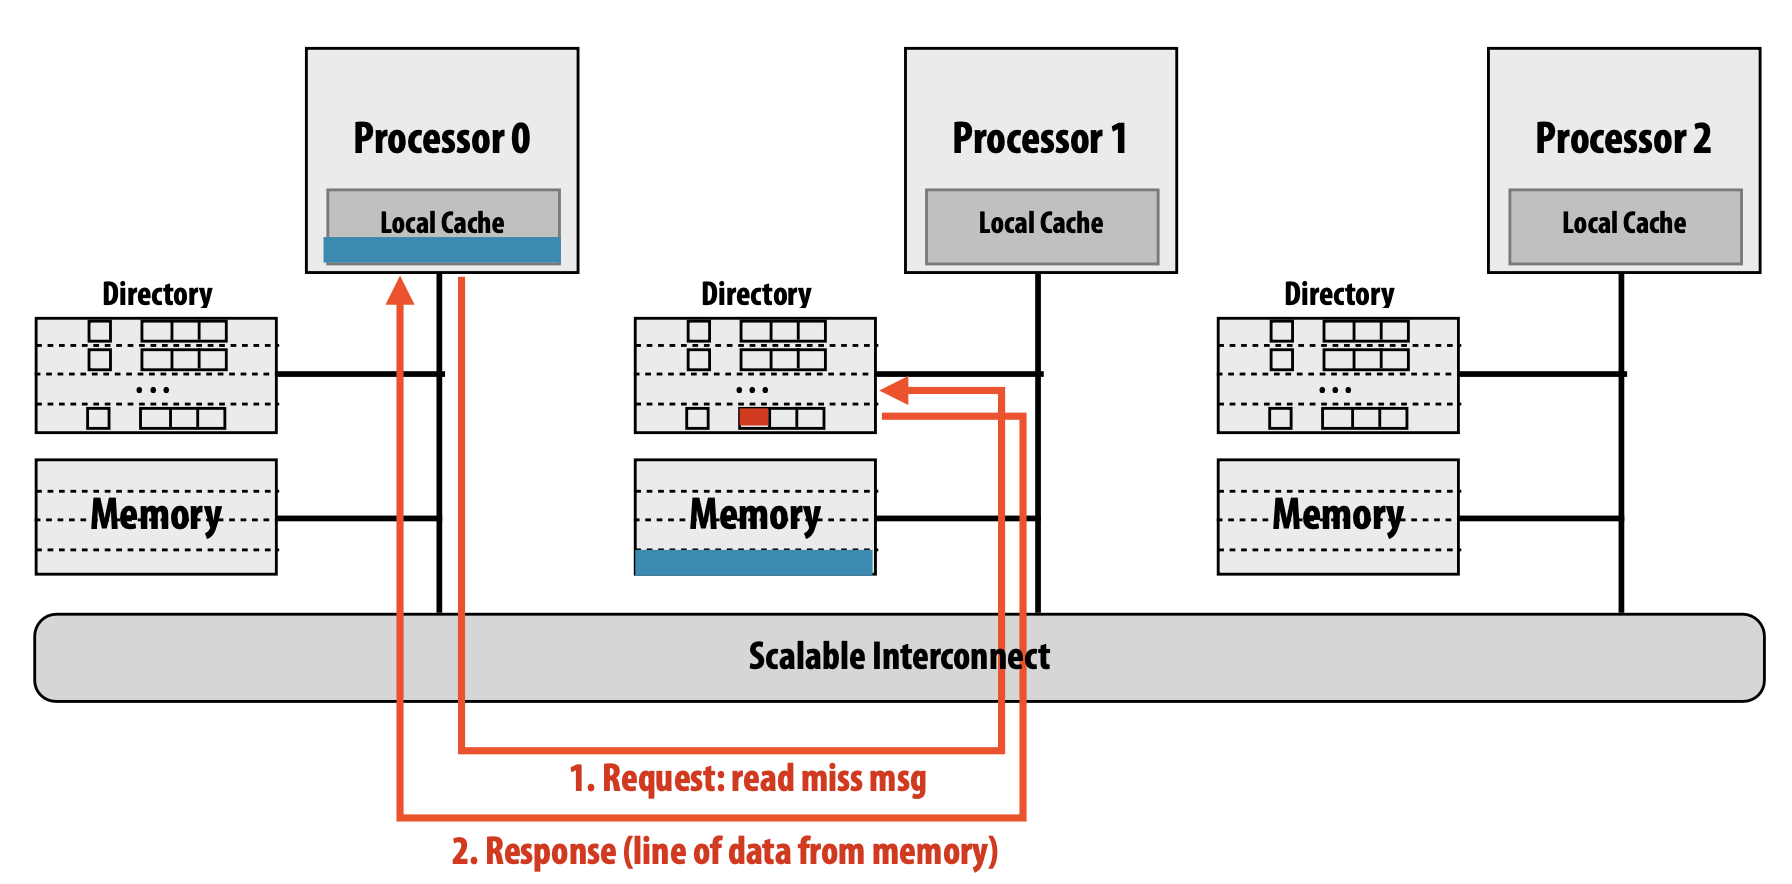 Processor 0
Processor 1
Processor 2
Local Cache
Local Cache
Local Cache
Directory
Directory
Directory
...
...
...
Memory
Memory
Memory
Scalable Interconnect
1. Request: read miss msg
2. Response (line of data from memory)